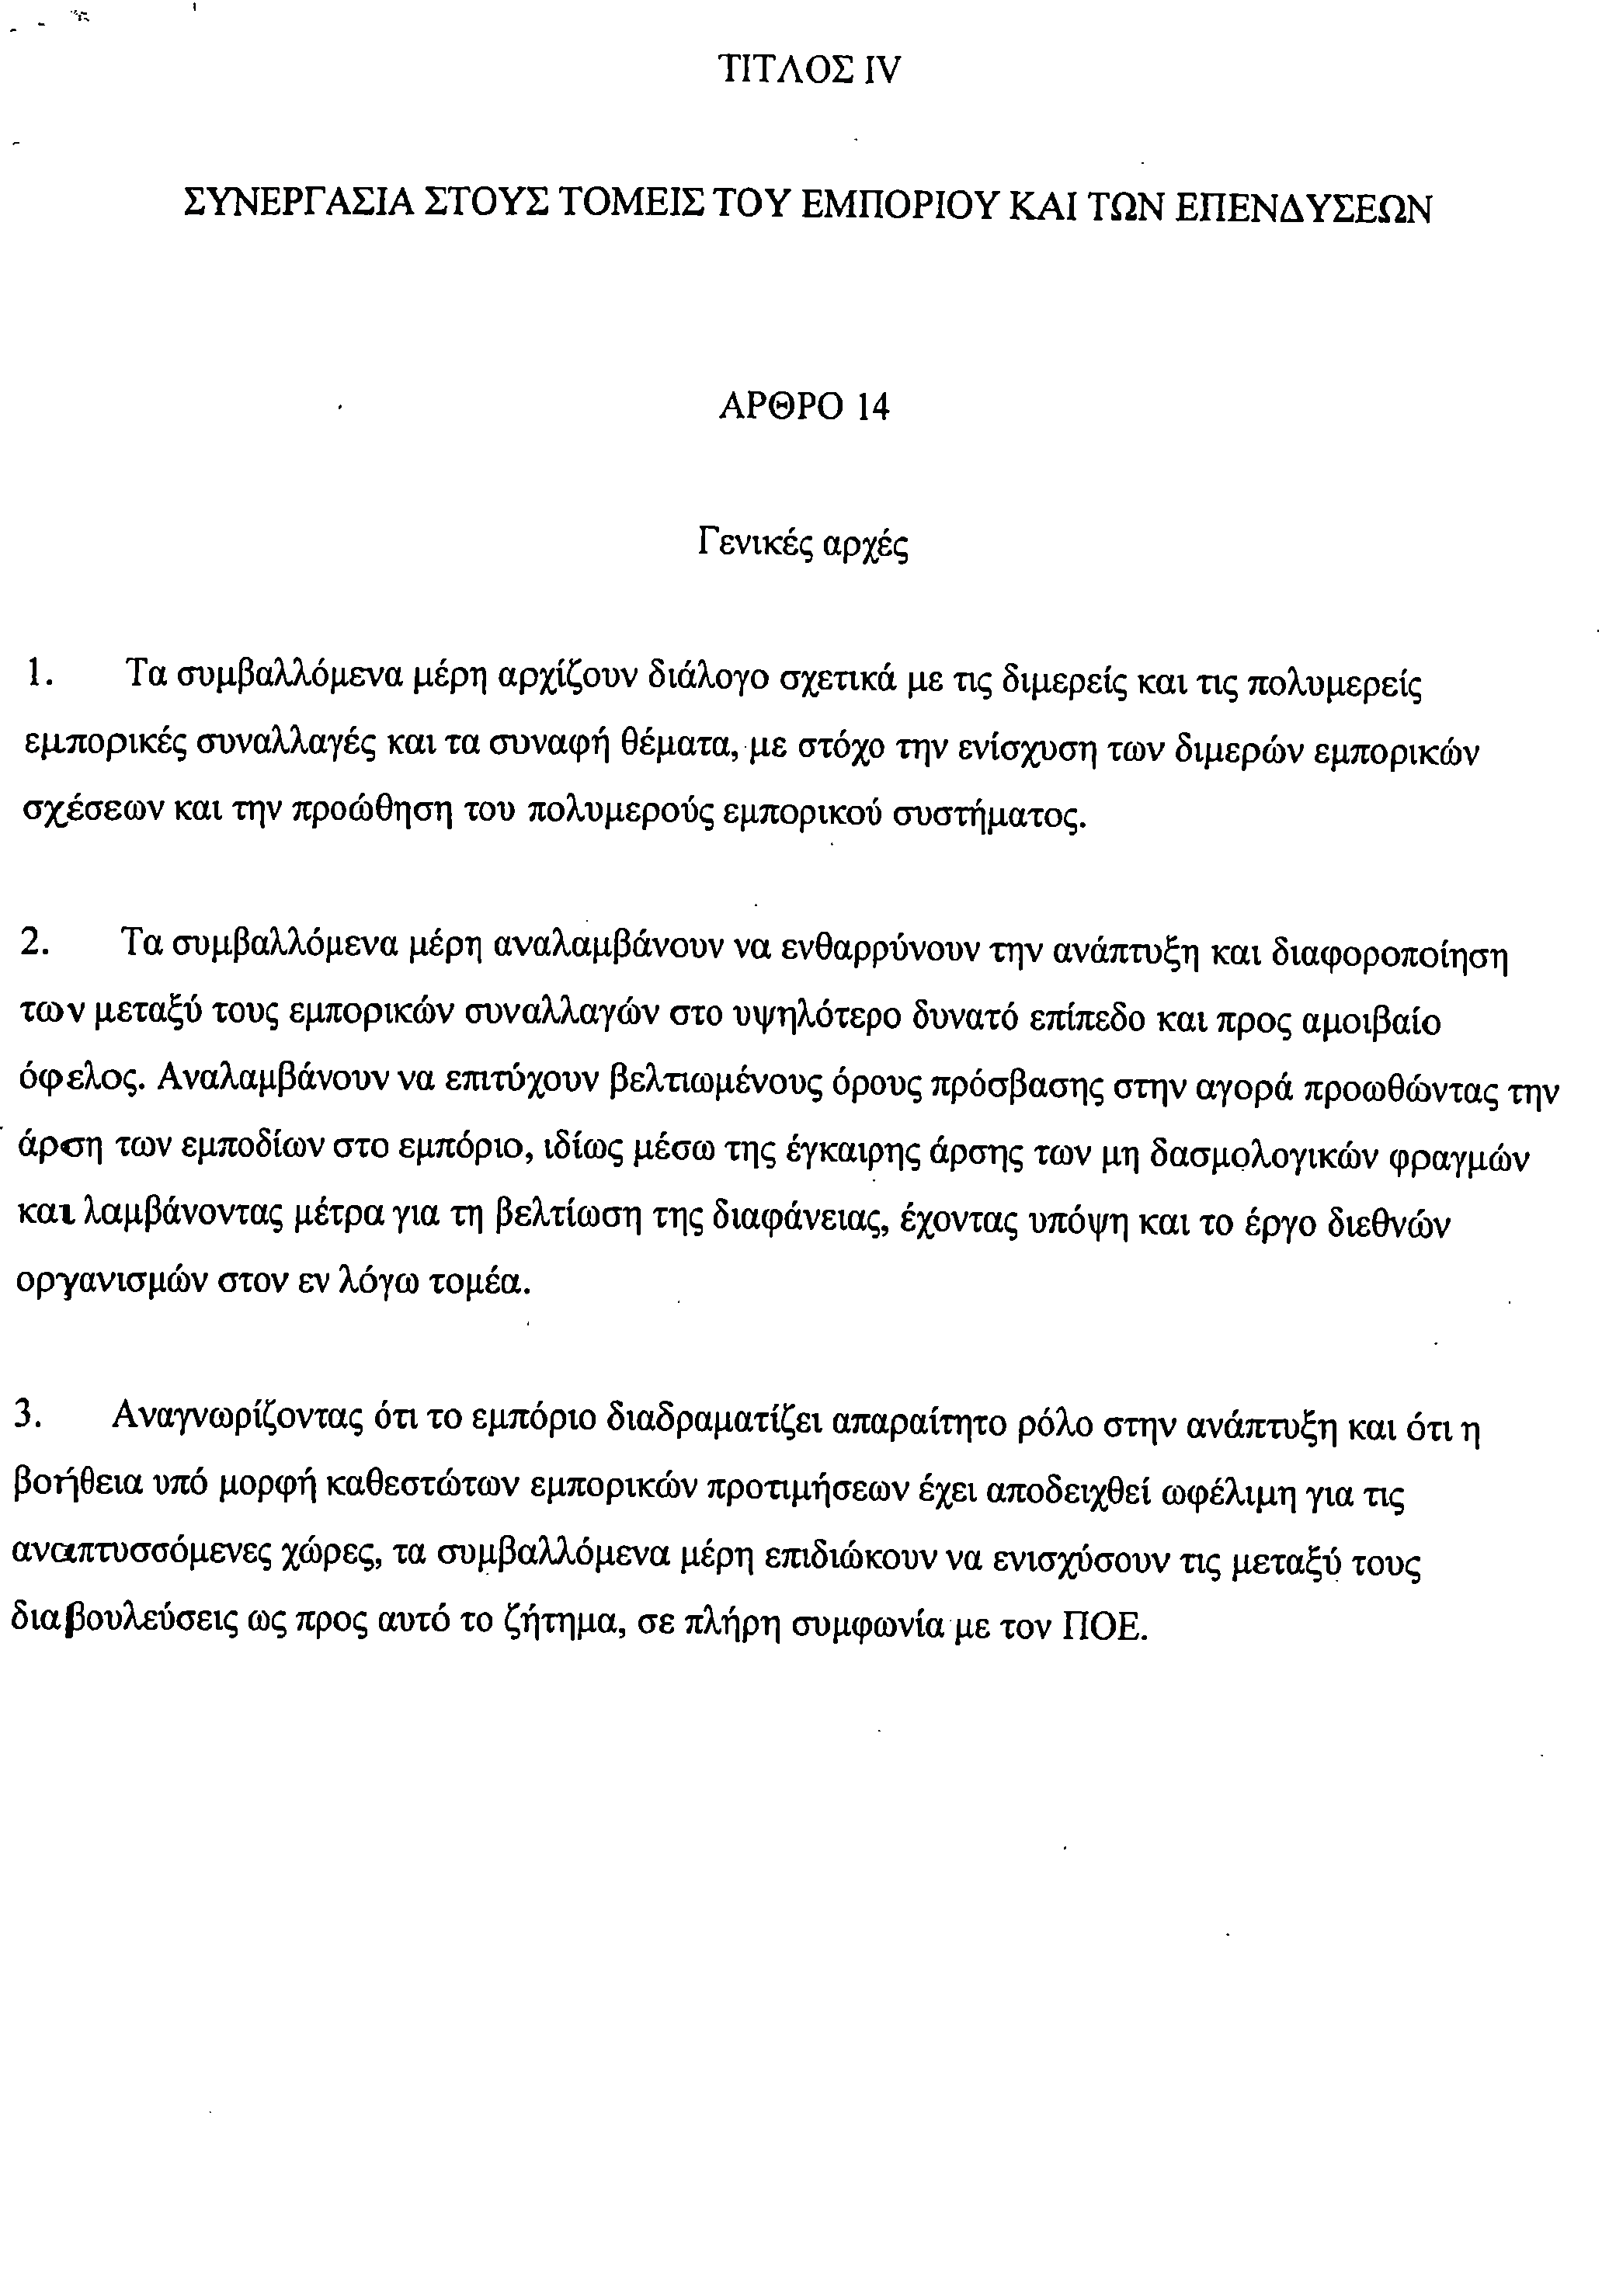 ΤΙΤΛΟΣ IV
ΣΥΝΕΡΓΑΣΙΑ ΣΤΟΥΣ ΤΟΜΕΙΣ ΤΟΥ ΕΜΠΟΡΙΟΥ ΚΑΙ ΤΩΝ ΕΠΕΝΔΥΣΕΩΝ
ΑΡΘΡΟ 14
Γενικές αρχές
1. Τα συμβαλλόμενα μέρη αρχίζουν διάλογο σχετικά με τις διμερείς και τις πολυμερείς
εμπορικές συναλλαγές και τα συναφή θέματα, με στόχο την ενίσχυση των διμερών εμπορικών
σχέσεων και την προώθηση του πολυμερούς εμπορικού συστήματος.
2. Τα συμβαλλόμενα μέρη αναλαμβάνουν να ενθαρρύνουν την ανάπτυξη και διαφοροποίηση
των μεταξύ τους εμπορικών συναλλαγών στο υψηλότερο δυνατό επίπεδο και προς αμοιβαίο
όφελος. Αναλαμβάνουν να επιτύχουν βελτιωμένους όρους πρόσβασης στην αγορά προωθώντας την
άρση των εμποδίων στο εμπόριο, ιδίως μέσω της έγκαιρης άρσης των μη δασμολογικών φραγμών
και λαμβάνοντας μέτρα για τη βελτίωση της διαφάνειας, έχοντας υπόψη και το έργο διεθνών
οργανισμών στον εν λόγω τομέα.
3. Αναγνωρίζοντας ότι το εμπόριο διαδραματίζει απαραίτητο ρόλο στην ανάπτυξη και ότι η
βοήθεια υπό μορφή καθεστώτων εμπορικών προτιμήσεων έχει αποδειχθεί ωφέλιμη για τις
αναπτυσσόμενες χώρες, τα συμβαλλόμενα μέρη επιδιώκουν να ενισχύσουν τις μεταξύ τους
διαβουλεύσεις ως προς αυτό το ζήτημα, σε πλήρη συμφωνία με τον ΠΟΕ.